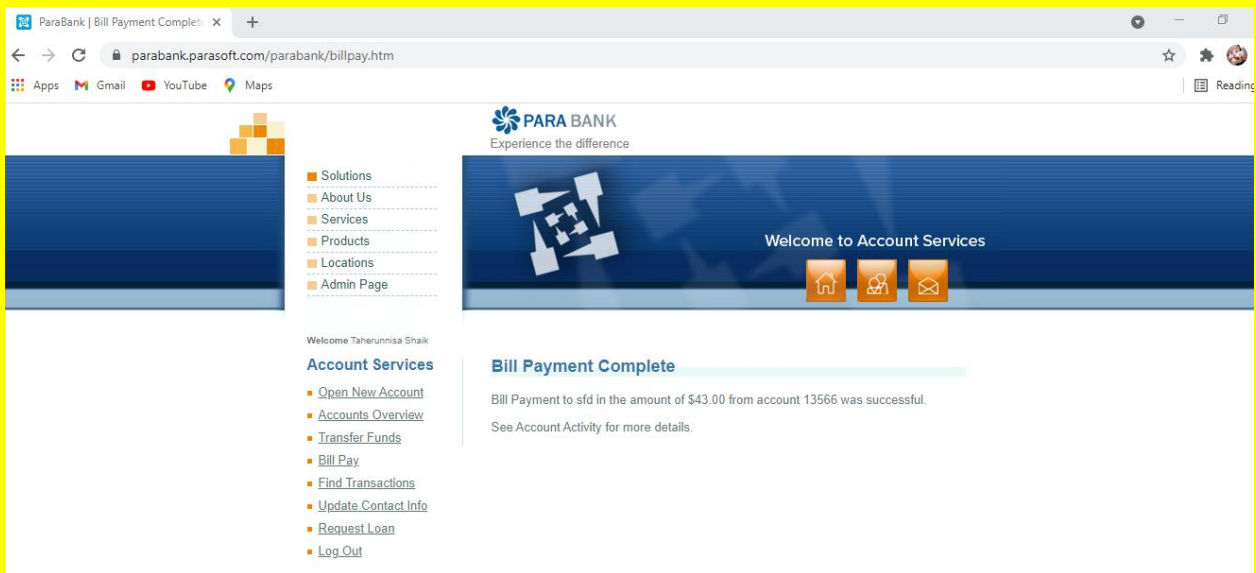 ParaBank | Bill Payment Complet
parabank.parasoft.com/parabank/billpay.htm
Apps Gmail YouTube Maps Reading
PARA BANK
Experience the difference
Solutions
About Us
Services
Products
Locations
Admin Page
Welcome to Account Services
Welcome Taherunnisa Shaik
Account Services
Open New Account
Accounts Overview
Transfer Funds
Bill Pay
Find Transactions
Update Contact Info
Request Loan
Log Out
Bill Payment Complete
Bill Payment to sfd in the amount of $43.00 from account 13566 was successful.
See Account Activity for more details.